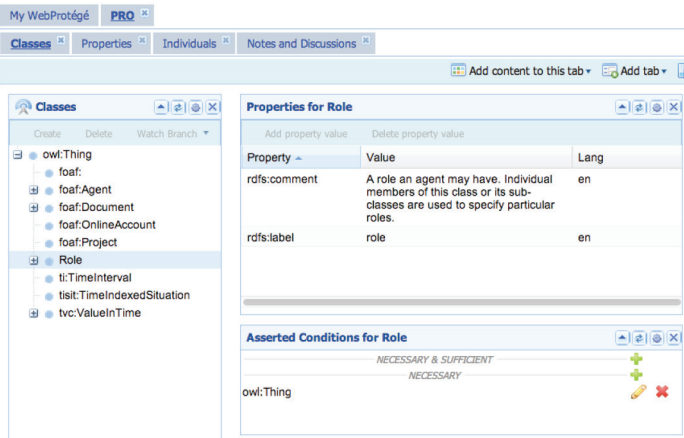 My WebProtégé PRO
Classes Properties Individuals Notes and Discussions
Add content to this tab Add tab
Classes
Create Delete Watch Branch
owl:Thing
foaf:
foaf:Agent
foaf:Document
foaf:OnlineAccount
foaf:Project
Role
ti:TimeInterval
tisit:TimeIndexedSituation
tvc:ValueInTime
Properties for Role
Add property value Delete property value
Property Value Lang
rdfs:comment A role an agent may have. Individual en
members of this class or its sub-
classes are used to specify particular
roles.
rdfs:label role en
Asserted Conditions for Role
NECESSARY & SUFFICIENT
NECESSARY
owl:Thing